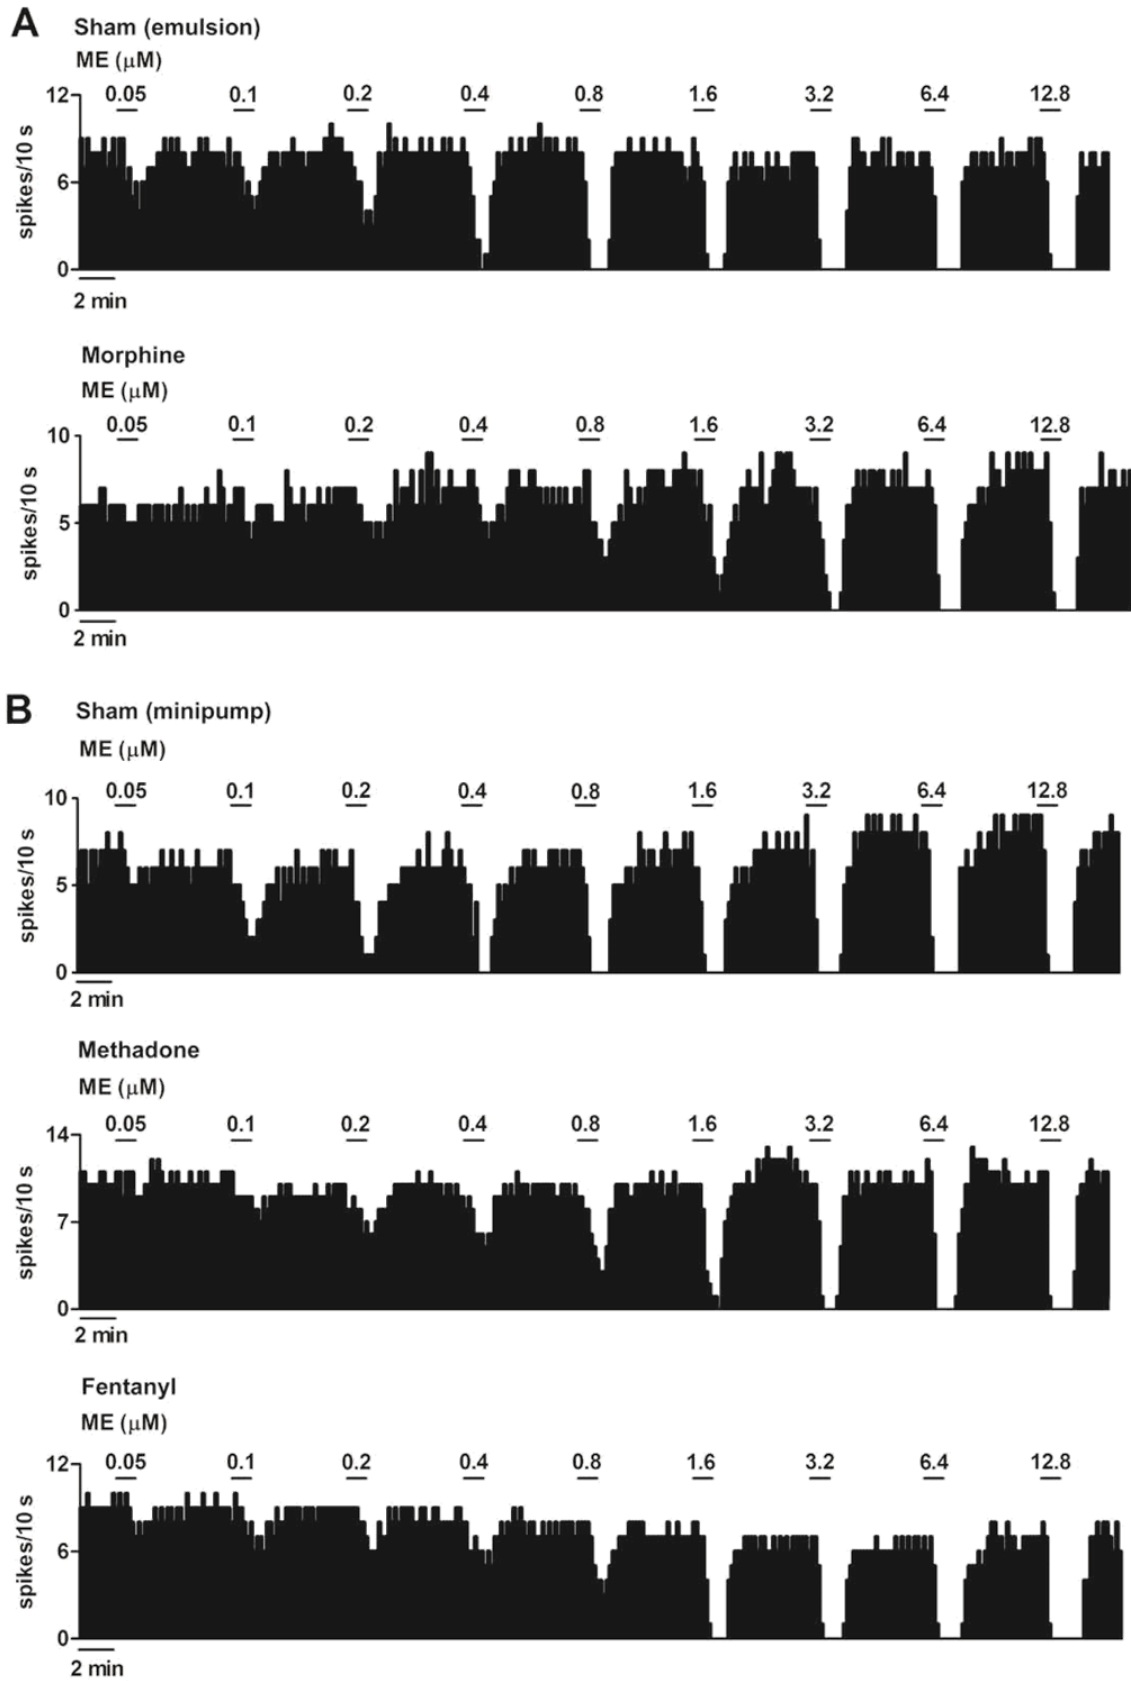 A
Sham (emulsion)
ME (μM)
0.05 0.1 0.2 0.4 0.8 1.6 3.2 6.4 12.8
12
6
0
spikes/10 s
2 min
Morphine
ME (μM)
0.05 0.1 0.2 0.4 0.8 1.6 3.2 6.4 12.8
10
5
0
spikes/10 s
2 min
B
Sham (minipump)
ME (μM)
0.05 0.1 0.2 0.4 0.8 1.6 3.2 6.4 12.8
10
5
0
spikes/10 s
2 min
Methadone
ME (μM)
0.05 0.1 0.2 0.4 0.8 1.6 3.2 6.4 12.8
14
7
0
spikes/10 s
2 min
Fentanyl
ME (μM)
0.05 0.1 0.2 0.4 0.8 1.6 3.2 6.4 12.8
12
6
0
spikes/10 s
2 min